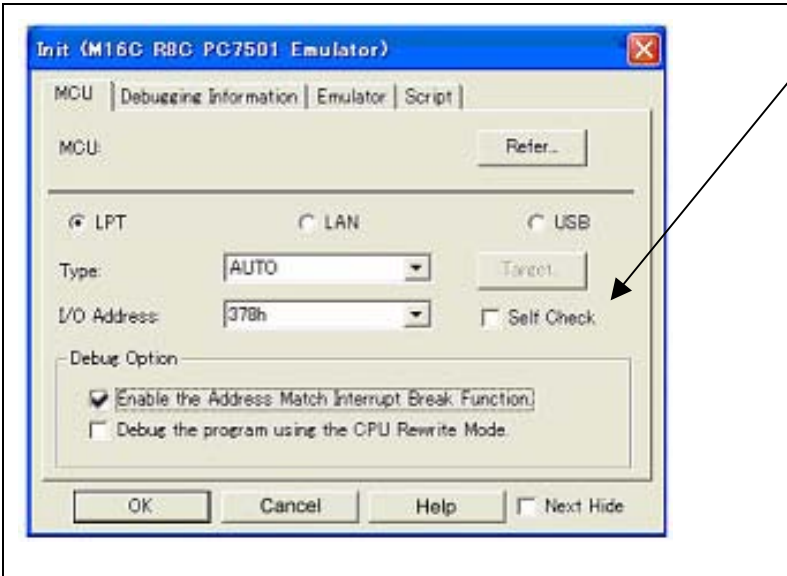 Init (M16C R8C PC7501 Emulator)
MCU Debugging Information Emulator Script
MCU: Refer...
LPT LAN USB
Type: AUTO Target...
I/O Address: 378h Self Check
Debug Option
Enable the Address Match Interrupt Break Function.
Debug the program using the CPU Rewrite Mode.
OK Cancel Help Next Hide